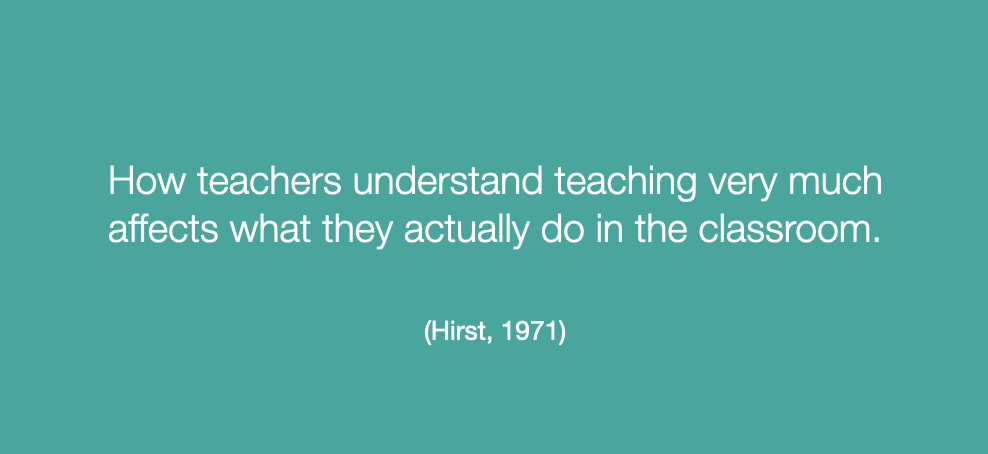 How teachers understand teaching very much
affects what they actually do in the classroom.
(Hirst, 1971)